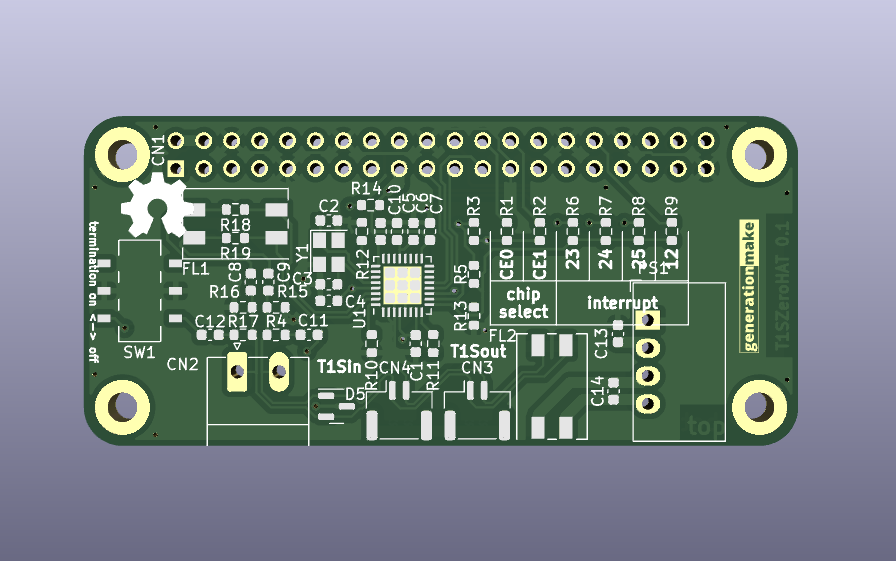 CN1
R14
C10
C5
C6
C7
R3
R1
R2
R6
R7
R8
R9
C2
R18
R19
FL1
Y1
R12
C8
C9
C3
R5
CE0
CE1
23
24
25
12
PS1
generationmake
T1SZeroHAT 0.1
termination on <-> off
R16
R15
C4
U1
R13
chip
select
interrupt
C12
R17
R4
C11
FL2
C13
SW1
CN2
T1Sin
R10
CN4
C1
R11
T1Sout
CN3
D5
C14
top